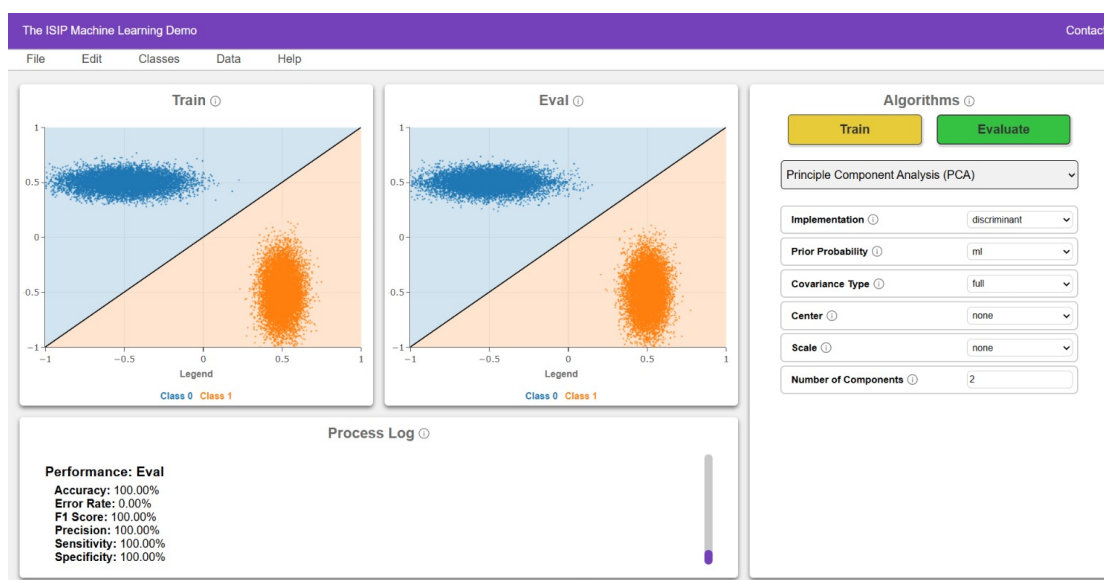 The ISIP Machine Learning Demo
Contact
File Edit Classes Data Help
Train ⓘ
1
0.5
0
0.5
−1
−1 −0.5 0 0.5 1
Legend
Class 0 Class 1
Eval ⓘ
1
0.5
0
0.5
−1
−1 −0.5 0 0.5 1
Legend
Class 0 Class 1
Algorithms ⓘ
Train Evaluate
Principle Component Analysis (PCA)
Implementation ⓘ discriminant
Prior Probability ⓘ ml
Covariance Type ⓘ full
Center ⓘ none
Scale ⓘ none
Number of Components ⓘ 2
Process Log ⓘ
Performance: Eval
Accuracy: 100.00%
Error Rate: 0.00%
F1 Score: 100.00%
Precision: 100.00%
Sensitivity: 100.00%
Specificity: 100.00%